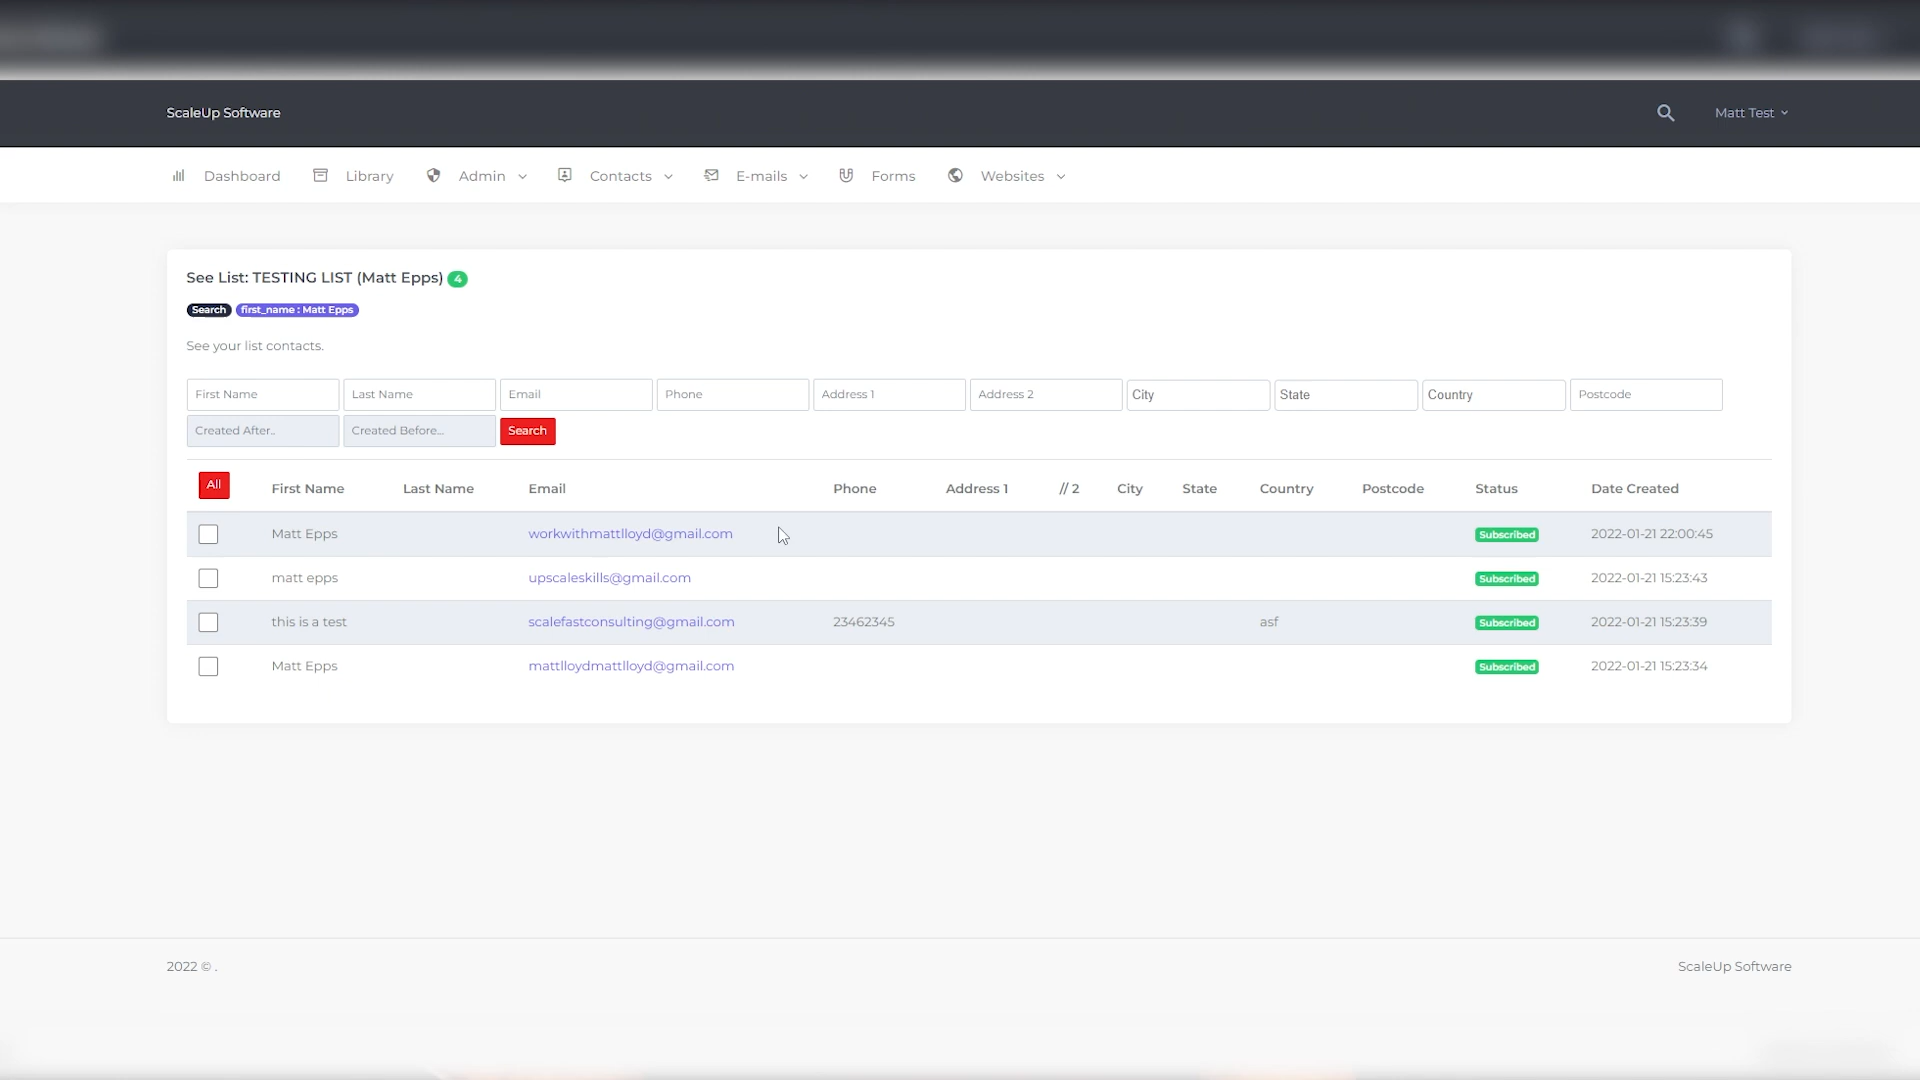 ScaleUp Software
Matt Test
Dashboard Library Admin Contacts E-mails Forms Websites
See List: TESTING LIST (Matt Epps) 4
Search first_name : Matt Epps
See your list contacts.
First Name Last Name Email Phone Address 1 Address 2 City State Country Postcode
Created After.. Created Before... Search
All First Name Last Name Email Phone Address 1 // 2 City State Country Postcode Status Date Created
Matt Epps workwithmattlloyd@gmail.com Subscribed 2022-01-21 22:00:45
matt epps upscaleskills@gmail.com Subscribed 2022-01-21 15:23:43
this is a test scalefastconsulting@gmail.com 23462345 asf Subscribed 2022-01-21 15:23:39
Matt Epps mattlloydmattlloyd@gmail.com Subscribed 2022-01-21 15:23:34
2022 © .
ScaleUp Software